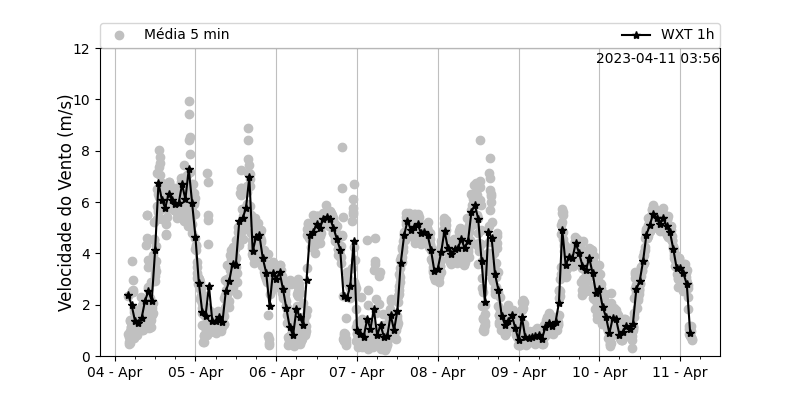 Média 5 min
WXT 1h
2023-04-11 03:56
Velocidade do Vento (m/s)
12
10
8
6
4
2
0
04 - Apr
05 - Apr
06 - Apr
07 - Apr
08 - Apr
09 - Apr
10 - Apr
11 - Apr